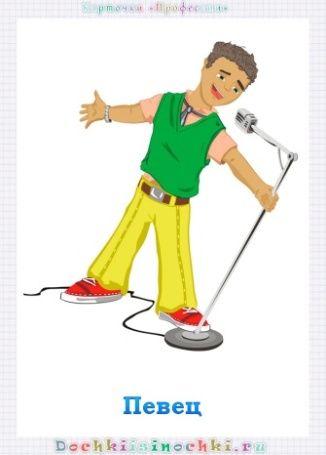 Карточки «Профессии»
Певец
Dochkiisinochki.ru